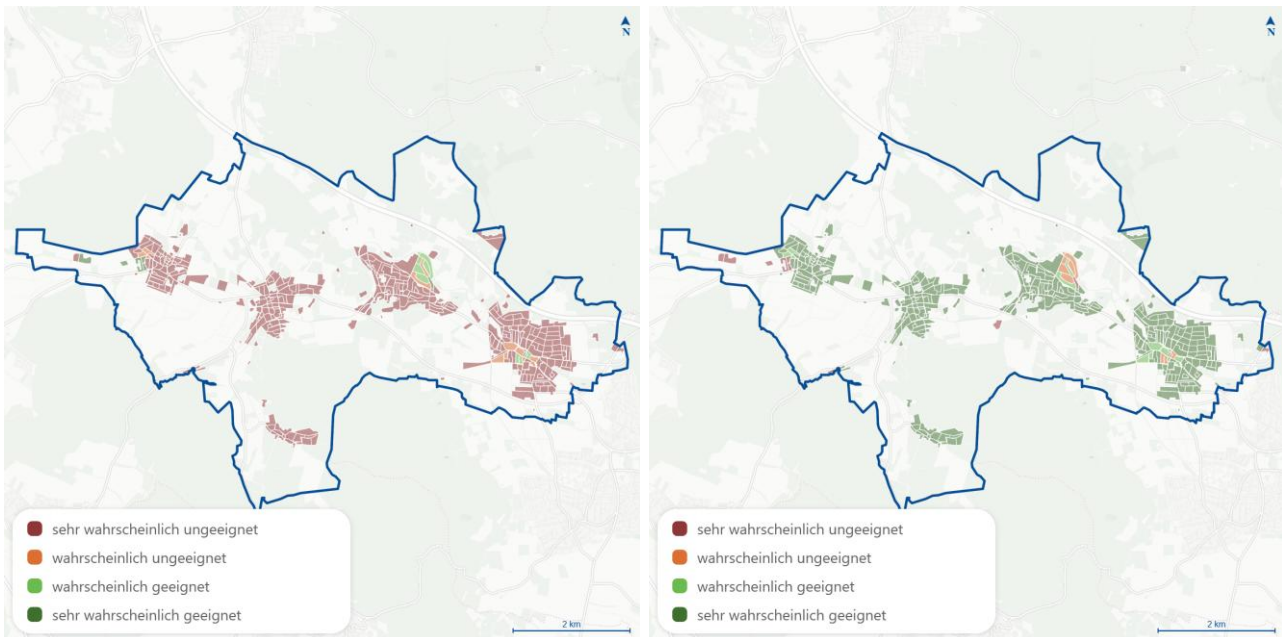 N
sehr wahrscheinlich ungeeignet
wahrscheinlich ungeeignet
wahrscheinlich geeignet
sehr wahrscheinlich geeignet
2 km
N
sehr wahrscheinlich ungeeignet
wahrscheinlich ungeeignet
wahrscheinlich geeignet
sehr wahrscheinlich geeignet
2 km